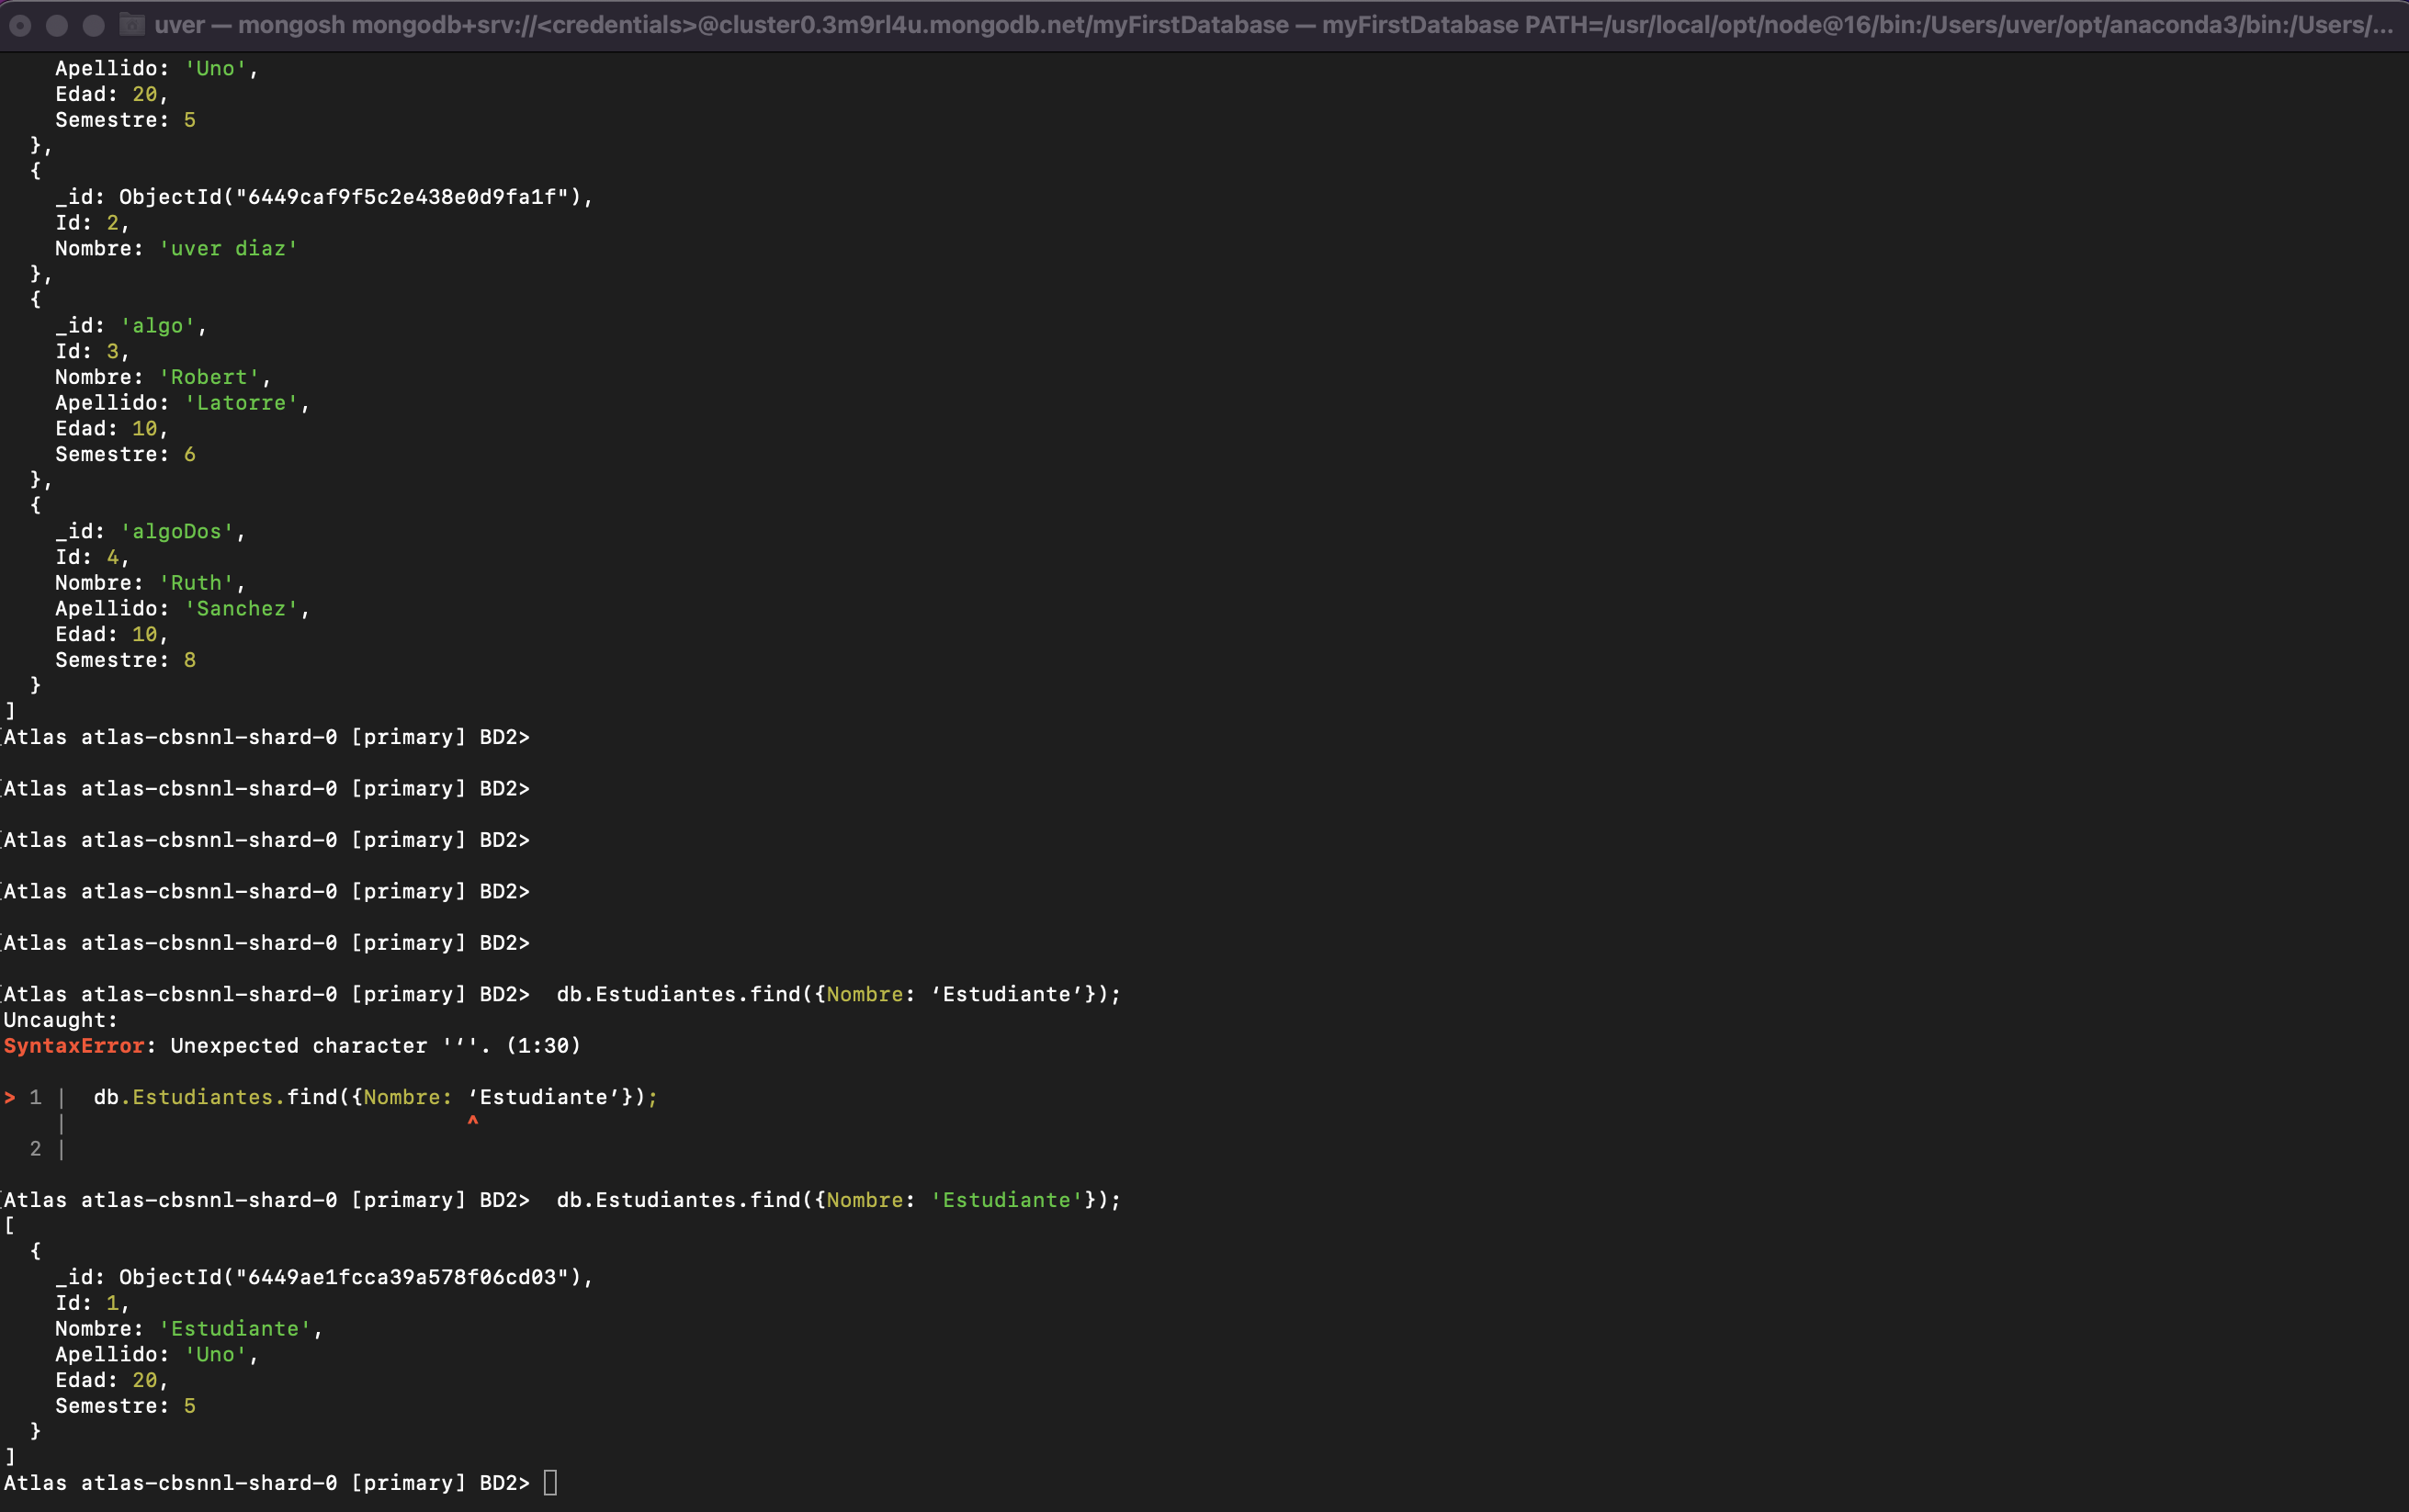 uver — mongosh mongodb+srv://<credentials>@cluster0.3m9rl4u.mongodb.net/myFirstDatabase — myFirstDatabase PATH=/usr/local/opt/node@16/bin:/Users/uver/opt/anaconda3/bin:/Users/...
    Apellido: 'Uno',
    Edad: 20,
    Semestre: 5
  },
  {
    _id: ObjectId("6449caf9f5c2e438e0d9fa1f"),
    Id: 2,
    Nombre: 'uver diaz'
  },
  {
    _id: 'algo',
    Id: 3,
    Nombre: 'Robert',
    Apellido: 'Latorre',
    Edad: 10,
    Semestre: 6
  },
  {
    _id: 'algoDos',
    Id: 4,
    Nombre: 'Ruth',
    Apellido: 'Sanchez',
    Edad: 10,
    Semestre: 8
  }
]
Atlas atlas-cbsnnl-shard-0 [primary] BD2>
Atlas atlas-cbsnnl-shard-0 [primary] BD2>
Atlas atlas-cbsnnl-shard-0 [primary] BD2>
Atlas atlas-cbsnnl-shard-0 [primary] BD2>
Atlas atlas-cbsnnl-shard-0 [primary] BD2>
Atlas atlas-cbsnnl-shard-0 [primary] BD2>  db.Estudiantes.find({Nombre: ‘Estudiante’});
Uncaught:
SyntaxError: Unexpected character '‘'. (1:30)
> 1 |  db.Estudiantes.find({Nombre: ‘Estudiante’});
    |                               ^
  2 |
Atlas atlas-cbsnnl-shard-0 [primary] BD2>  db.Estudiantes.find({Nombre: 'Estudiante'});
[
  {
    _id: ObjectId("6449ae1fcca39a578f06cd03"),
    Id: 1,
    Nombre: 'Estudiante',
    Apellido: 'Uno',
    Edad: 20,
    Semestre: 5
  }
]
Atlas atlas-cbsnnl-shard-0 [primary] BD2>